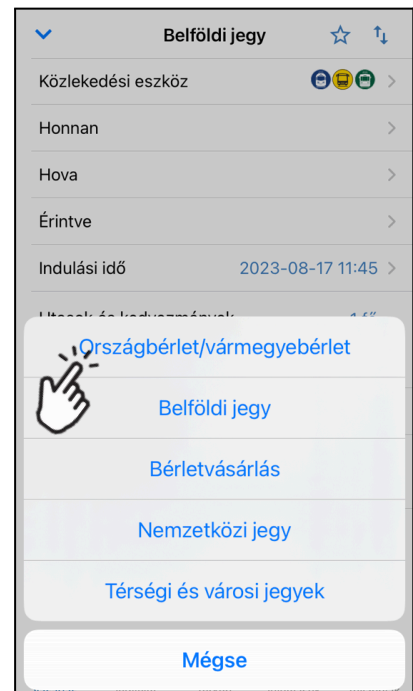 Belföldi jegy
Közlekedési eszköz
Honnan
Hova
Érintve
Indulási idő 2023-08-17 11:45
Országbérlet/vármegyebérlet
Belföldi jegy
Bérletvásárlás
Nemzetközi jegy
Térségi és városi jegyek
Mégse